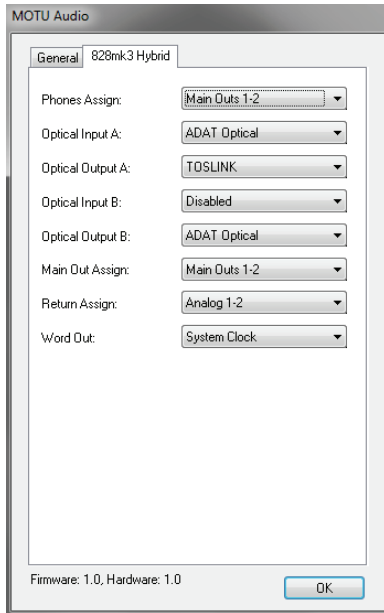 MOTU Audio
General 828mk3 Hybrid
Phones Assign: Main Outs 1-2
Optical Input A: ADAT Optical
Optical Output A: TOSLINK
Optical Input B: Disabled
Optical Output B: ADAT Optical
Main Out Assign: Main Outs 1-2
Return Assign: Analog 1-2
Word Out: System Clock
Firmware: 1.0, Hardware: 1.0
OK